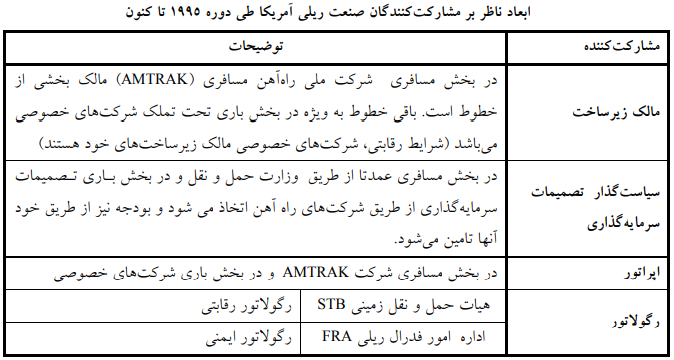 ابعاد ناظر بر مشارکت‌کنندگان صنعت ریلی آمریکا طی دوره ۱۹۹۵ تا کنون
مشارکت‌کننده توضیحات
مالک زیرساخت
در بخش مسافری شرکت ملی راه‌آهن مسافری (AMTRAK) مالک بخشی از
خطوط است. باقی خطوط به ویژه در بخش باری تحت تملک شرکت‌های خصوصی
می‌باشد (شرایط رقابتی، شرکت‌های خصوصی مالک زیرساخت‌های خود هستند)
سیاست‌گذار تصمیمات
سرمایه‌گذاری
در بخش مسافری عمدتا از طریق وزارت حمل و نقل و در بخش بـاری تـصمیمات
سرمایه‌گذاری از طریق شرکت‌های راه آهن اتخاذ می شود و بودجه نیز از طریق خود
آنها تامین می‌شود.
اپراتور در بخش مسافری شرکت AMTRAK و در بخش باری شرکت‌های خصوصی
رگولاتور
هیات حمل و نقل زمینی STB رگولاتور رقابتی
اداره امور فدرال ریلی FRA رگولاتور ایمنی